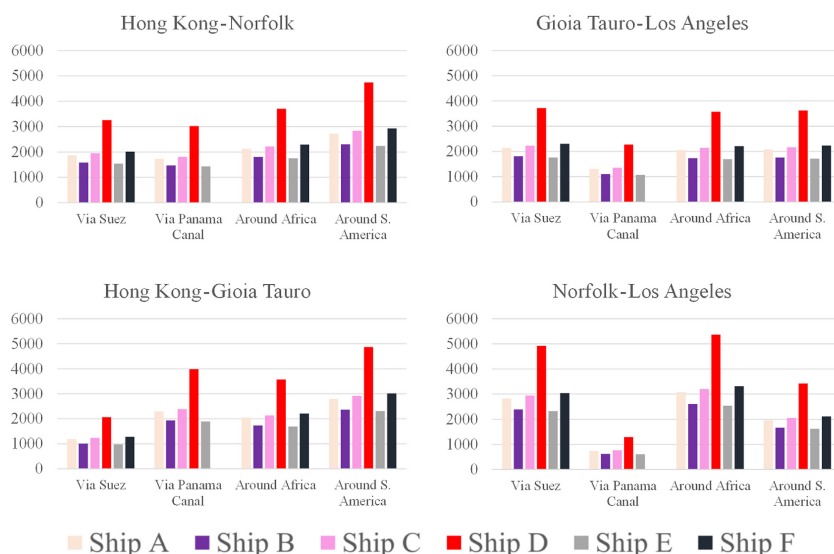 Hong Kong-Norfolk
6000
5000
4000
3000
2000
1000
0
Via Suez
Via Panama
Canal
Around Africa
Around S.
America
Gioia Tauro-Los Angeles
6000
5000
4000
3000
2000
1000
0
Via Suez
Via Panama
Canal
Around Africa
Around S.
America
Hong Kong-Gioia Tauro
6000
5000
4000
3000
2000
1000
0
Via Suez
Via Panama
Canal
Around Africa
Around S.
America
Norfolk-Los Angeles
6000
5000
4000
3000
2000
1000
0
Via Suez
Via Panama
Canal
Around Africa
Around S.
America
Ship A Ship B Ship C Ship D Ship E Ship F